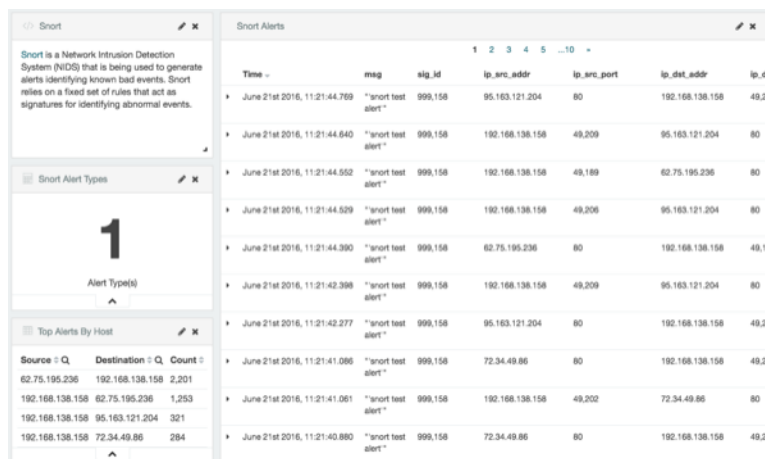 Snort
Snort is a Network Intrusion Detection
System (NIDS) that is being used to generate
alerts identifying known bad events. Snort
relies on a fixed set of rules that act as
signatures for identifying abnormal events.
Snort Alert Types
1
Alert Type(s)
Top Alerts By Host
Source Destination Count
62.75.195.236 192.168.138.158 2,201
192.168.138.158 62.75.195.236 1,253
192.168.138.158 95.163.121.204 321
192.168.138.158 72.34.49.86 284
Snort Alerts
1 2 3 4 5 ...10 »
Time msg sig_id ip_src_addr ip_src_port ip_dst_addr
June 21st 2016, 11:21:44.769 "'snort test alert'" 999,158 95.163.121.204 80 192.168.138.158
June 21st 2016, 11:21:44.640 "'snort test alert'" 999,158 192.168.138.158 49,209 95.163.121.204 80
June 21st 2016, 11:21:44.552 "'snort test alert'" 999,158 192.168.138.158 49,189 62.75.195.236 80
June 21st 2016, 11:21:44.529 "'snort test alert'" 999,158 192.168.138.158 49,206 95.163.121.204 80
June 21st 2016, 11:21:44.390 "'snort test alert'" 999,158 62.75.195.236 80 192.168.138.158
June 21st 2016, 11:21:42.398 "'snort test alert'" 999,158 192.168.138.158 49,209 95.163.121.204 80
June 21st 2016, 11:21:42.277 "'snort test alert'" 999,158 95.163.121.204 80 192.168.138.158
June 21st 2016, 11:21:41.086 "'snort test alert'" 999,158 72.34.49.86 80 192.168.138.158
June 21st 2016, 11:21:41.061 "'snort test alert'" 999,158 192.168.138.158 49,202 72.34.49.86 80
June 21st 2016, 11:21:40.880 "'snort test alert'" 999,158 72.34.49.86 80 192.168.138.158